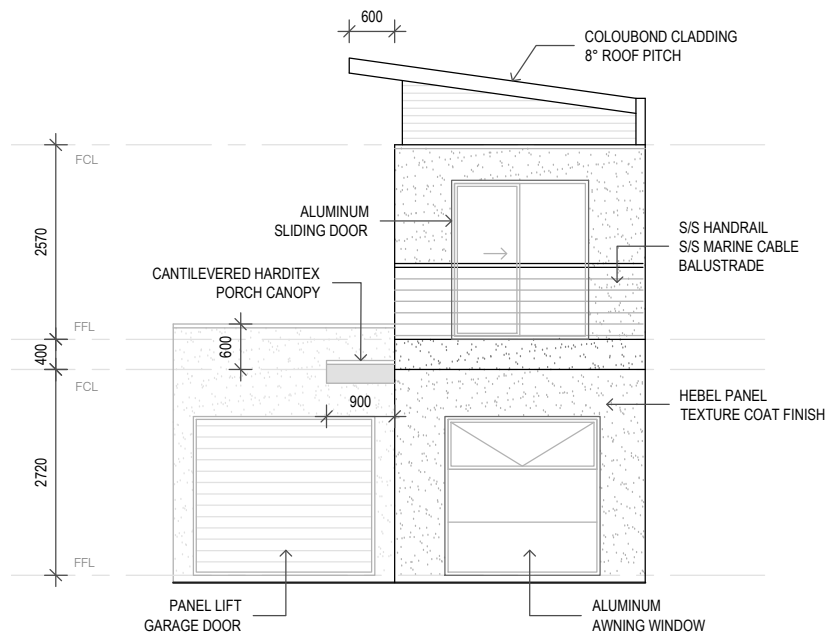 600
COLOUBOND CLADDING
8° ROOF PITCH
FCL
ALUMINUM
SLIDING DOOR
S/S HANDRAIL
S/S MARINE CABLE
BALUSTRADE
2570
CANTILEVERED HARDITEX
PORCH CANOPY
FFL
600
400
FCL
900
HEBEL PANEL
TEXTURE COAT FINISH
2720
FFL
PANEL LIFT
GARAGE DOOR
ALUMINUM
AWNING WINDOW